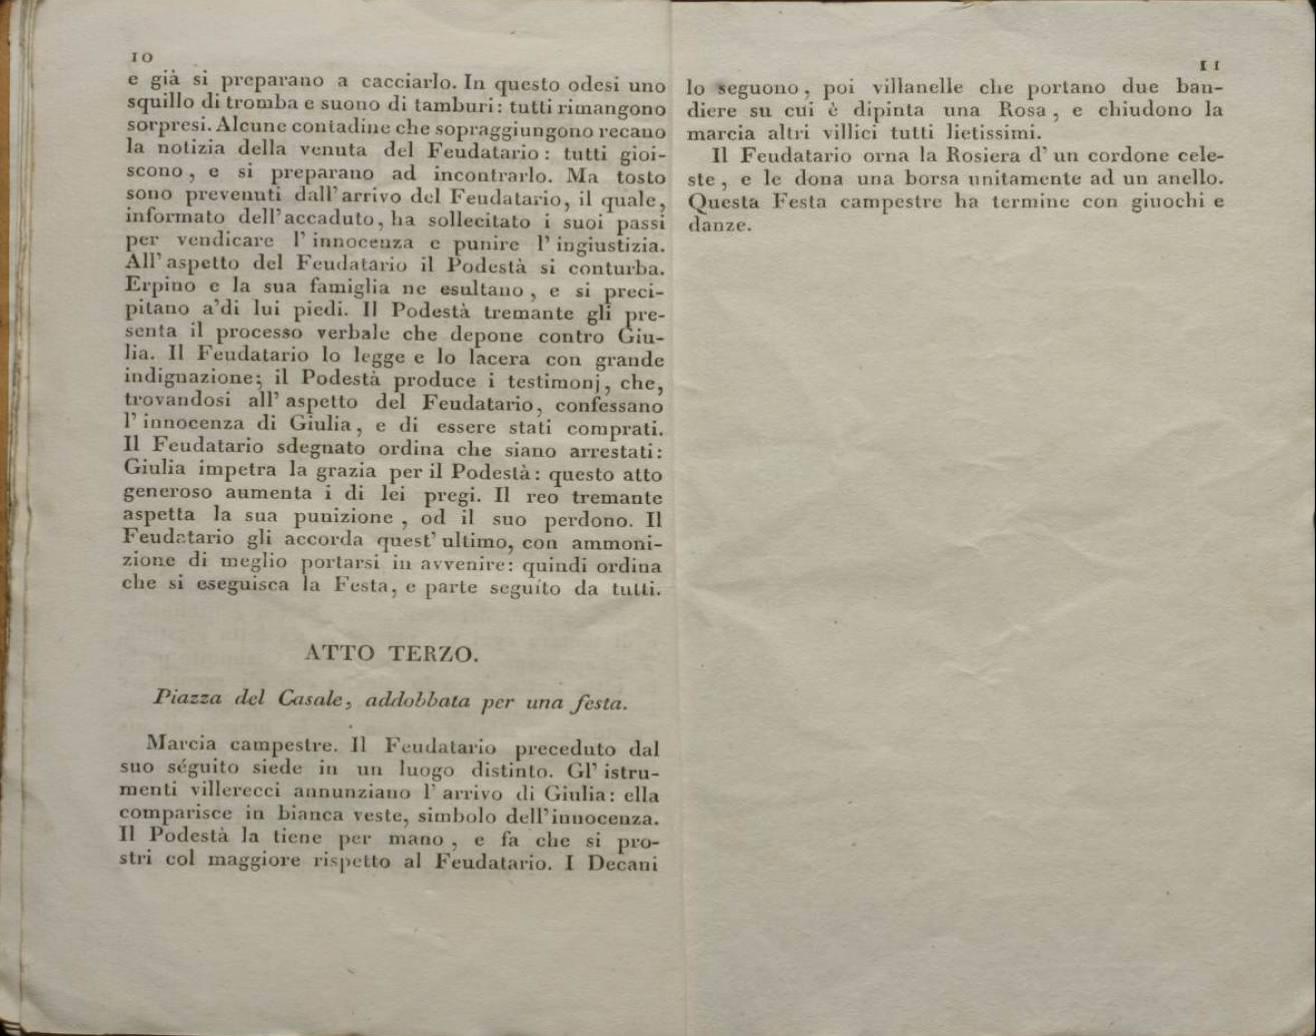 10
e già si preparano a cacciarlo. In questo odesi uno
squillo di tromba e suono di tamburi: tutti rimangono
sorpresi. Alcune contadine che sopraggiungono recano
la notizia della venuta del Feudatario: tutti gioi-
scono, e si preparano ad incontrarlo. Ma tosto
sono prevenuti dall' arrivo del Feudatario, il quale,
informato dell' accaduto, ha sollecitato i suoi passi
per vendicare l' innocenza e punire l' ingiustizia.
All' aspetto del Feudatario il Podestà si conturba.
Erpino e la sua famiglia ne esultano, e si preci-
pitano a'di lui piedi. Il Podestà tremante gli pre-
senta il processo verbale che depone contro Giu-
lia. Il Feudatario lo legge e lo lacera con grande
indignazione; il Podestà produce i testimonj, che,
trovandosi all' aspetto del Feudatario, confessano
l' innocenza di Giulia, e di essere stati comprati.
Il Feudatario sdegnato ordina che siano arrestati:
Giulia impetra la grazia per il Podestà: questo atto
generoso aumenta i di lei pregi. Il reo tremante
aspetta la sua punizione, od il suo perdono. Il
Feudatario gli accorda quest' ultimo, con ammoni-
zione di meglio portarsi in avvenire: quindi ordina
che si eseguisca la Festa, e parte seguíto da tutti.
ATTO TERZO.
Piazza del Casale, addobbata per una festa.
Marcia campestre. Il Feudatario preceduto dal
suo séguito siede in un luogo distinto. Gl' istru-
menti villerecci annunziano l' arrivo di Giulia: ella
comparisce in bianca veste, simbolo dell' innocenza.
Il Podestà la tiene per mano, e fa che si pro-
stri col maggiore rispetto al Feudatario. I Decani
11
lo seguono, poi villanelle che portano due ban-
diere su cui è dipinta una Rosa, e chiudono la
marcia altri villici tutti lietissimi.
Il Feudatario orna la Rosiera d' un cordone cele-
ste, e le dona una borsa unitamente ad un anello.
Questa Festa campestre ha termine con giuochi e
danze.